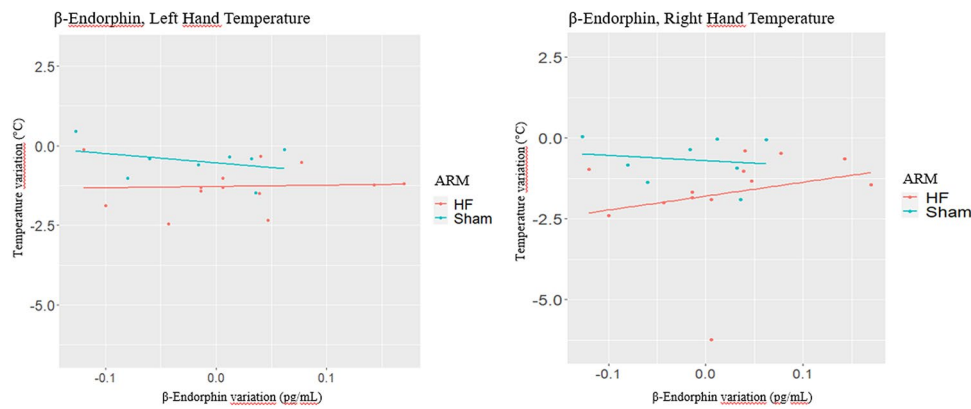 β-Endorphin, Left Hand Temperature
2.5
0.0
-2.5
-5.0
Temperature variation (°C)
-0.1
0.0
0.1
β-Endorphin variation (pg/mL)
ARM
HF
Sham
β-Endorphin, Right Hand Temperature
2.5
0.0
-2.5
-5.0
Temperature variation (°C)
-0.1
0.0
0.1
β-Endorphin variation (pg/mL)
ARM
HF
Sham